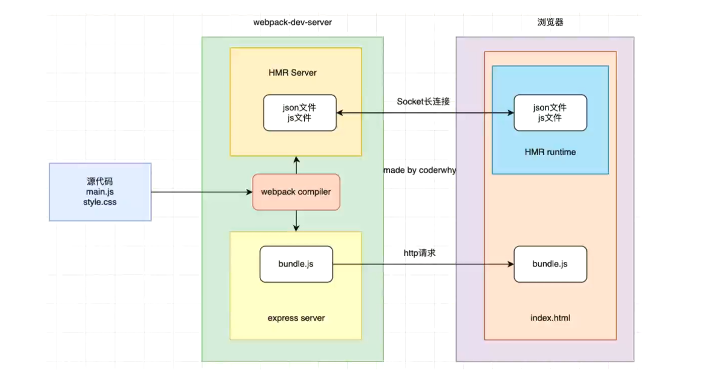 webpack-dev-server
浏览器
HMR Server
json文件
js文件
Socket长连接
json文件
js文件
HMR runtime
made by coderwhy
源代码
main.js
style.css
webpack compiler
bundle.js
http请求
bundle.js
express server
index.html